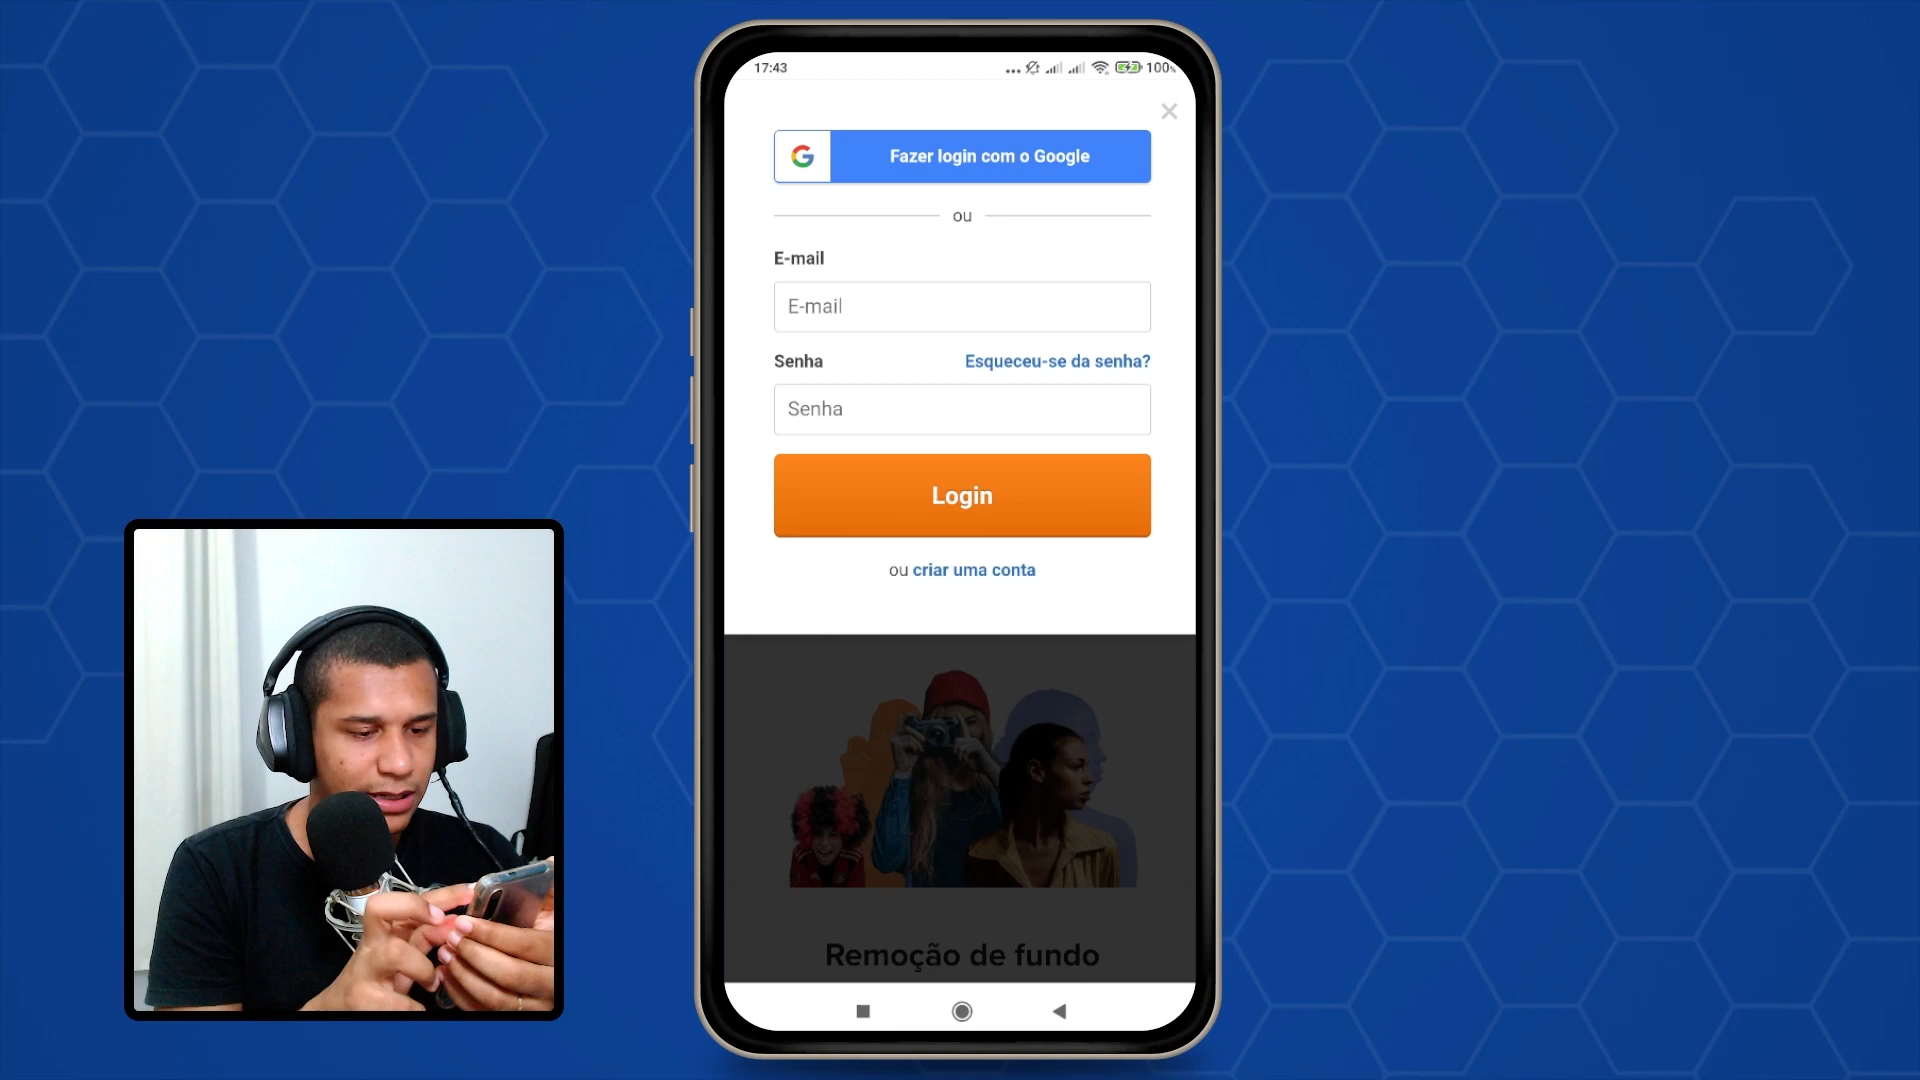 17:43
100%
Fazer login com o Google
ou
E-mail
E-mail
Senha
Esqueceu-se da senha?
Senha
Login
ou criar uma conta
Remoção de fundo